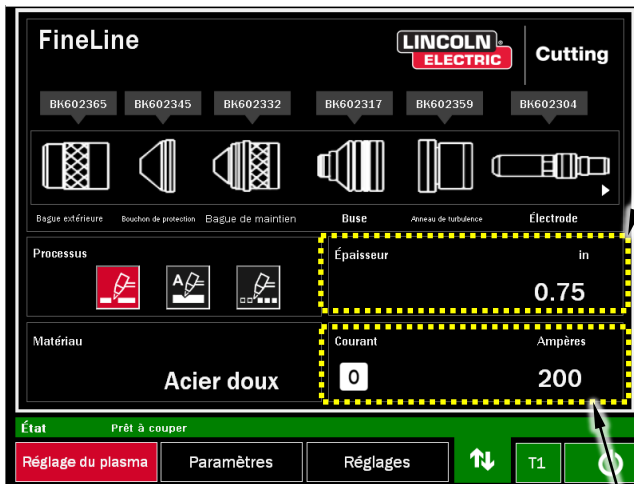 FineLine
LINCOLN®
ELECTRIC
Cutting
BK602365 BK602345 BK602332 BK602317 BK602359 BK602304
Bague extérieure Bouchon de protection Bague de maintien Buse Anneau de turbulence Électrode
Processus
A
Épaisseur in
0.75
Matériau
Acier doux
Courant Ampères
0 200
État Prêt à couper
Réglage du plasma Paramètres Réglages T1